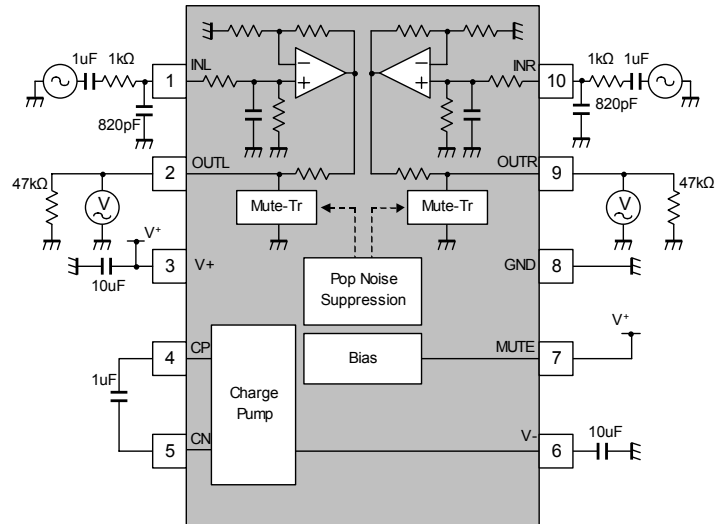 1uF 1kΩ
INL
1
820pF
INR
10
1kΩ 1uF
820pF
−
+
−
+
2
OUTL
47kΩ
V
OUTR
9
V
47kΩ
Mute-Tr
Mute-Tr
V+
10uF
3
V+
GND
8
Pop Noise
Suppression
4
CP
1uF
5
CN
Charge
Pump
Bias
MUTE
7
V+
V-
6
10uF